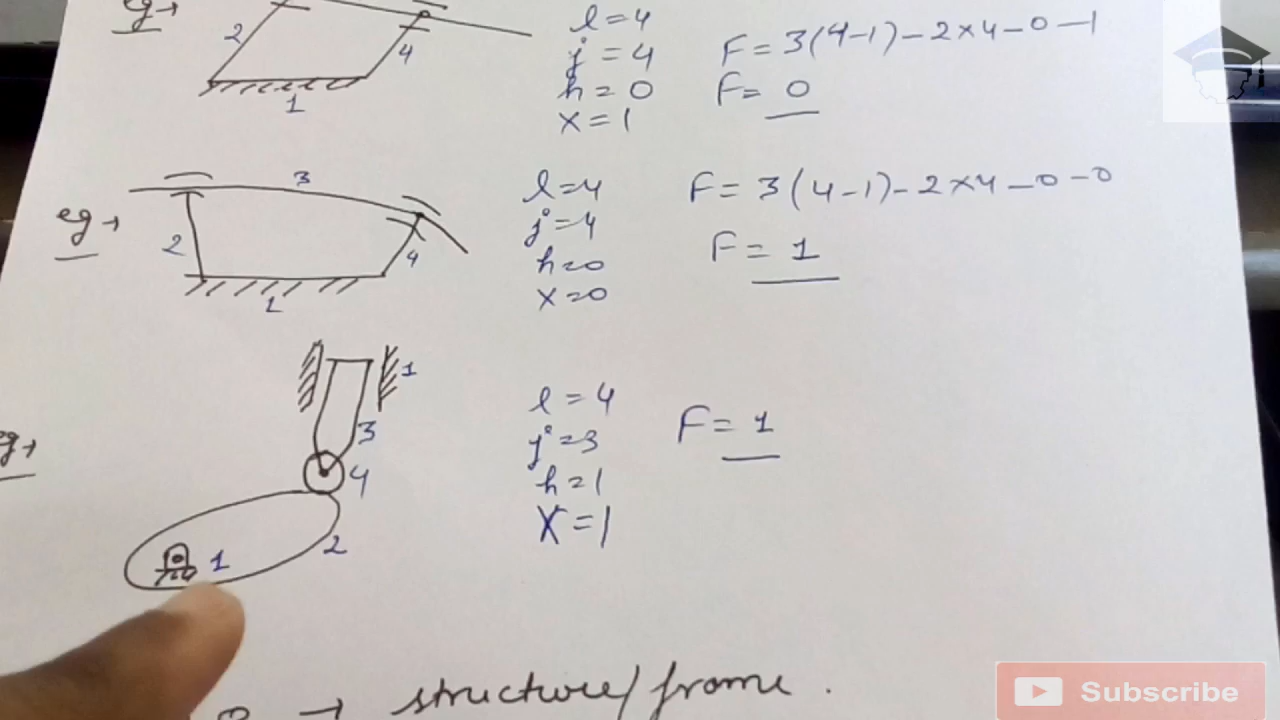 eg→
2
4
1
l = 4
j = 4
h = 0
x = 1
F = 3(4-1) - 2×4 - 0 - 1
F = 0
eg→
3
2
4
1
l = 4
j = 4
h = 0
x = 0
F = 3(4-1) - 2×4 - 0 - 0
F = 1
eg→
1
3
4
2
1
l = 4
j = 3
h = 1
x = 1
F = 1
→ structure/frame.
Subscribe